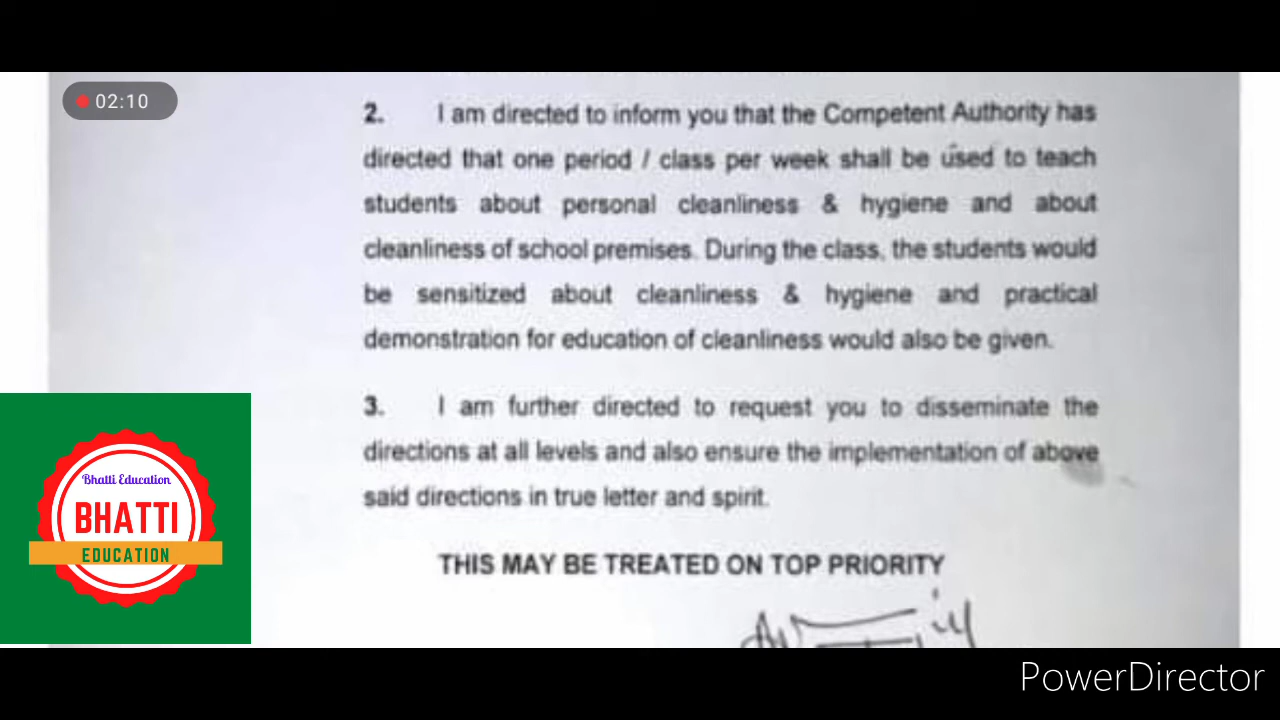 02:10
2. I am directed to inform you that the Competent Authority has
directed that one period / class per week shall be used to teach
students about personal cleanliness & hygiene and about
cleanliness of school premises. During the class, the students would
be sensitized about cleanliness & hygiene and practical
demonstration for education of cleanliness would also be given.
3. I am further directed to request you to disseminate the
directions at all levels and also ensure the implementation of above
said directions in true letter and spirit.
THIS MAY BE TREATED ON TOP PRIORITY
Bhatti Education
BHATTI
EDUCATION
PowerDirector